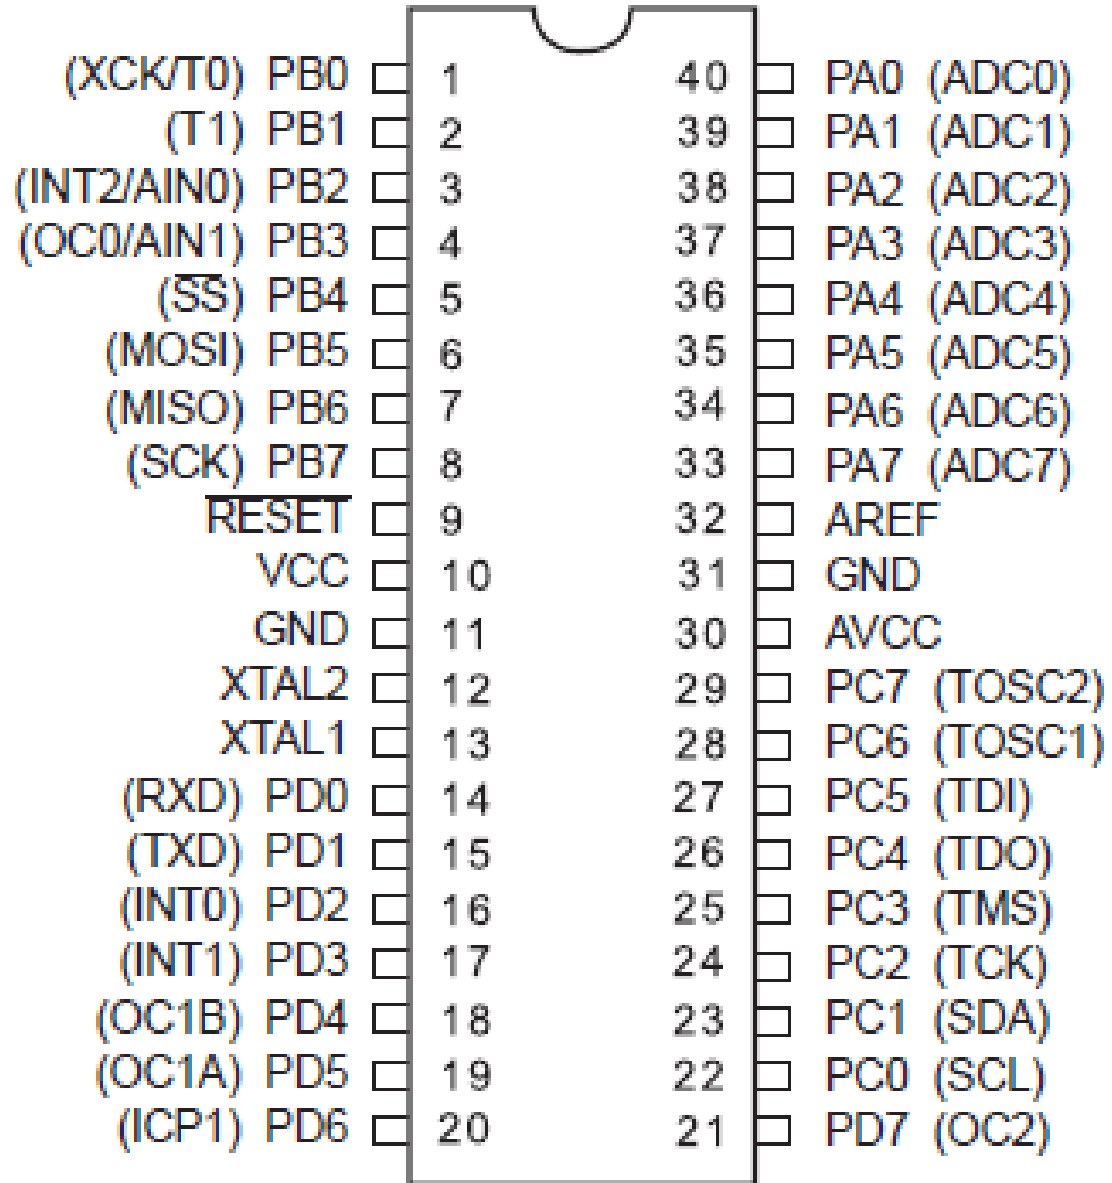 (XCK/T0) PB0 1 40 PA0 (ADC0)
(T1) PB1 2 39 PA1 (ADC1)
(INT2/AIN0) PB2 3 38 PA2 (ADC2)
(OC0/AIN1) PB3 4 37 PA3 (ADC3)
(S̅S̅) PB4 5 36 PA4 (ADC4)
(MOSI) PB5 6 35 PA5 (ADC5)
(MISO) PB6 7 34 PA6 (ADC6)
(SCK) PB7 8 33 PA7 (ADC7)
R̅E̅S̅E̅T̅ 9 32 AREF
VCC 10 31 GND
GND 11 30 AVCC
XTAL2 12 29 PC7 (TOSC2)
XTAL1 13 28 PC6 (TOSC1)
(RXD) PD0 14 27 PC5 (TDI)
(TXD) PD1 15 26 PC4 (TDO)
(INT0) PD2 16 25 PC3 (TMS)
(INT1) PD3 17 24 PC2 (TCK)
(OC1B) PD4 18 23 PC1 (SDA)
(OC1A) PD5 19 22 PC0 (SCL)
(ICP1) PD6 20 21 PD7 (OC2)